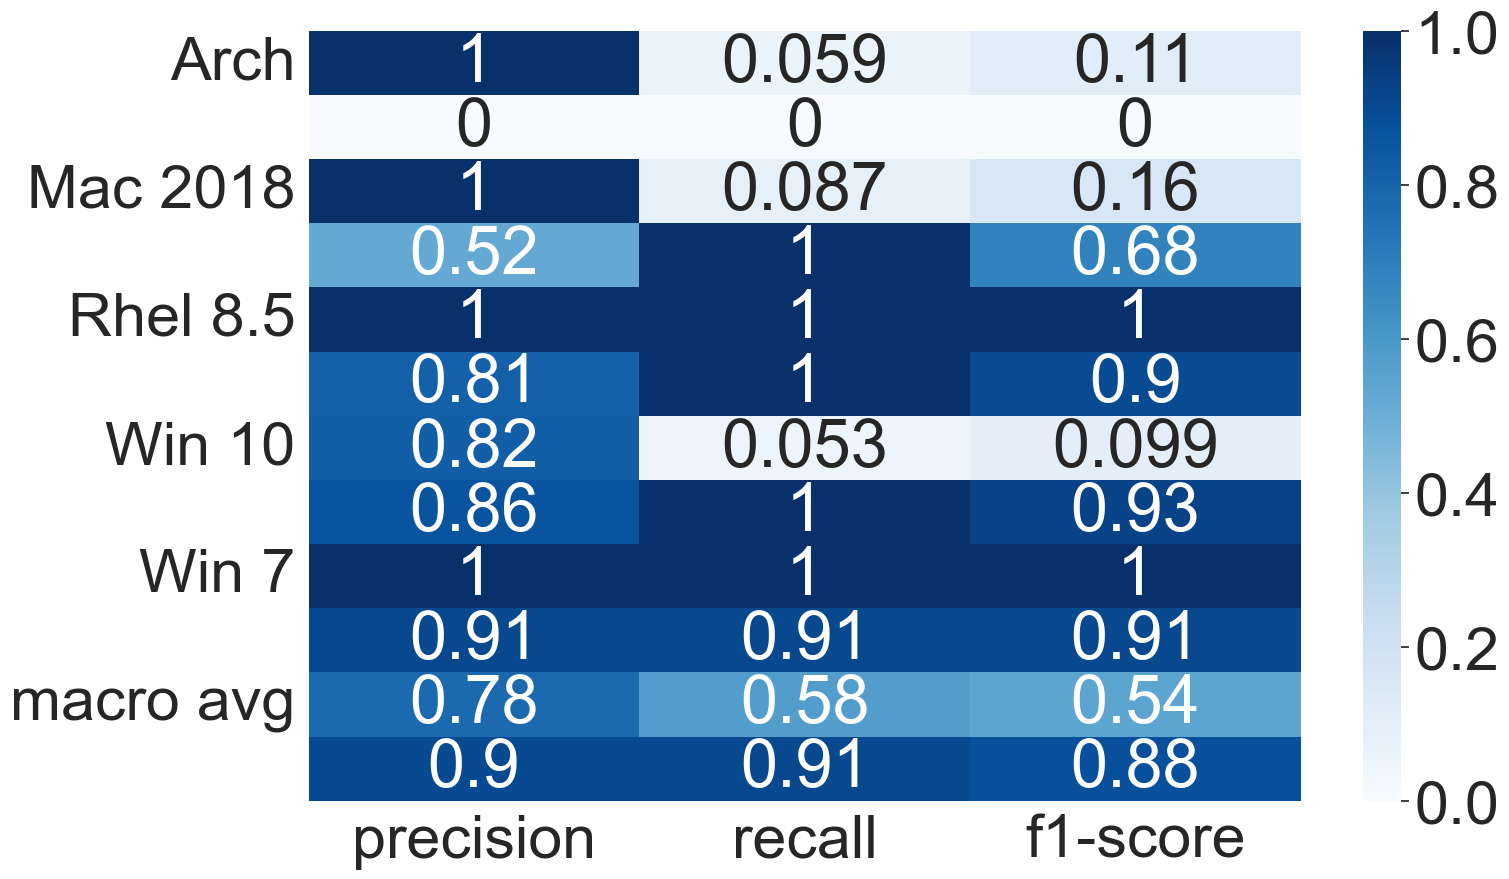 Arch 1 0.059 0.11
0 0 0
Mac 2018 1 0.087 0.16
0.52 1 0.68
Rhel 8.5 1 1 1
0.81 1 0.9
Win 10 0.82 0.053 0.099
0.86 1 0.93
Win 7 1 1 1
0.91 0.91 0.91
macro avg 0.78 0.58 0.54
0.9 0.91 0.88
precision recall f1-score
1.0
0.8
0.6
0.4
0.2
0.0